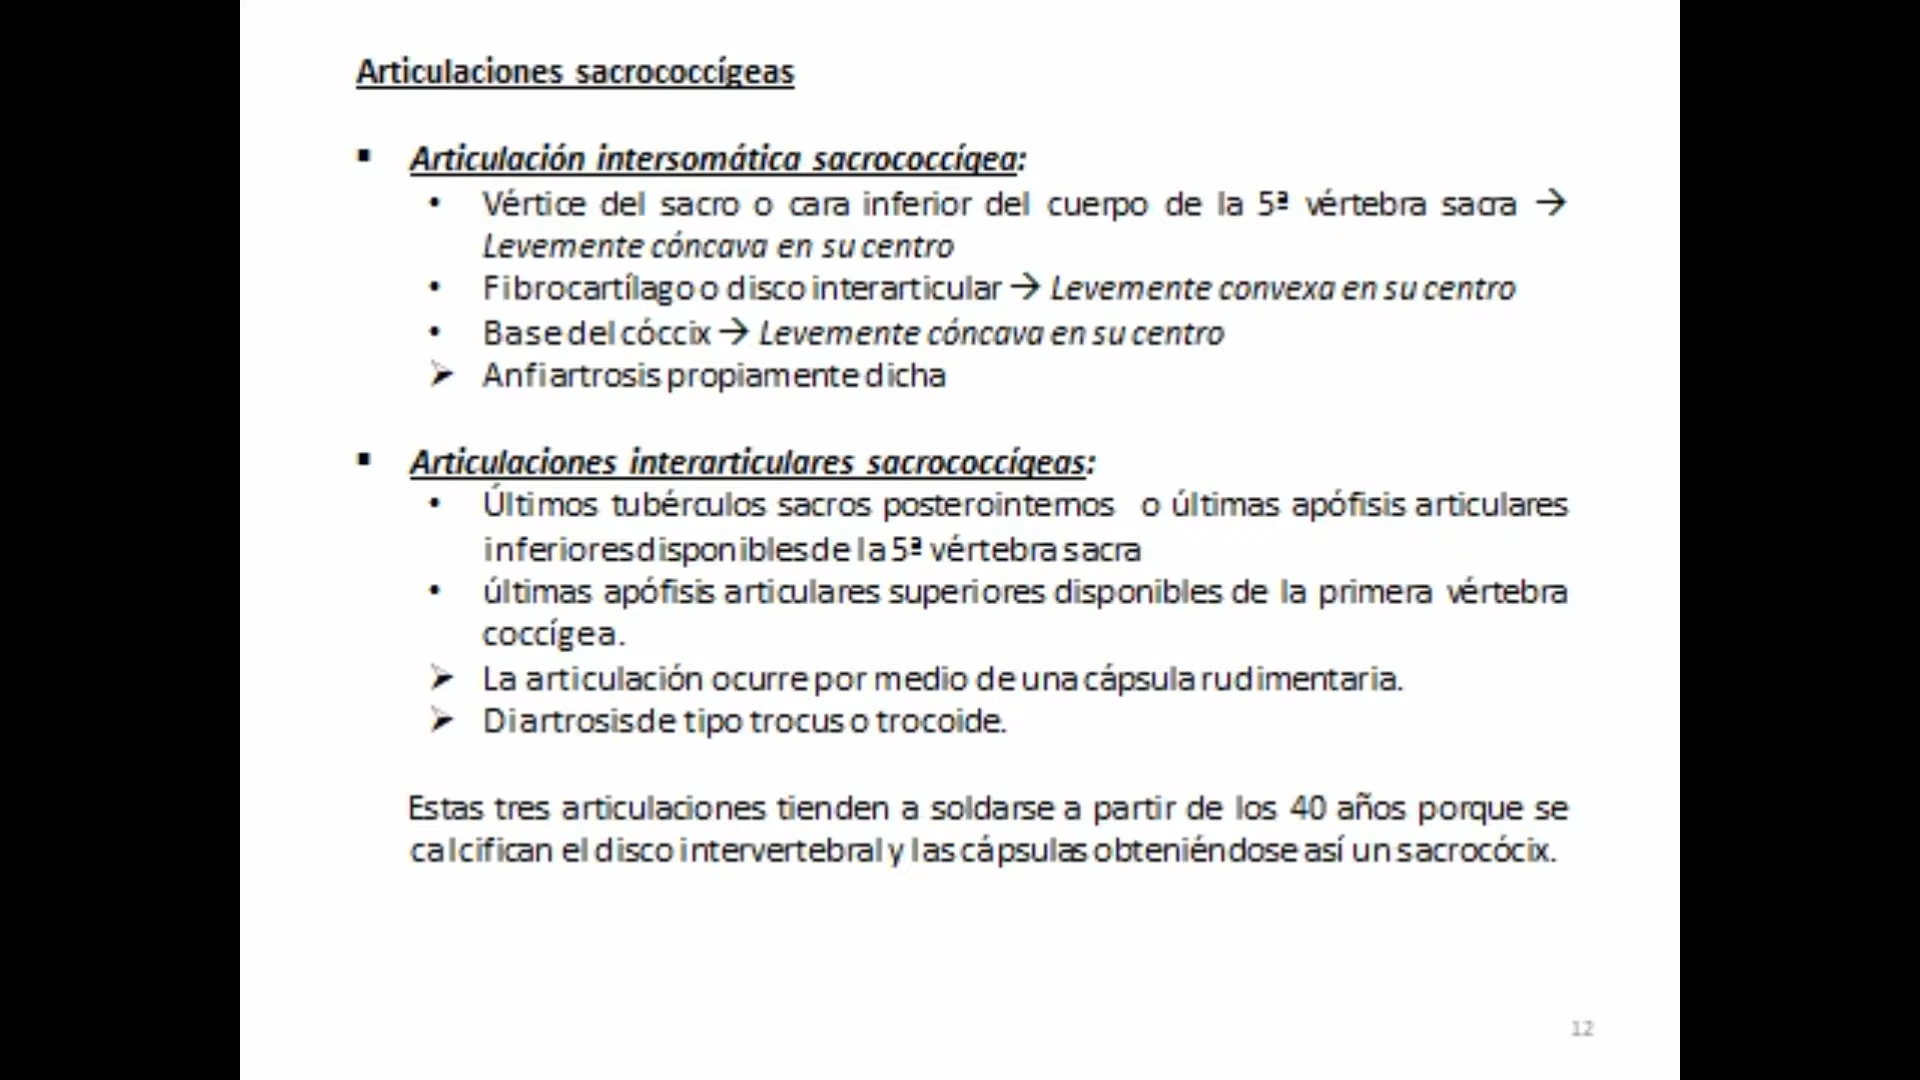 Articulaciones sacrococcígeas
▪ Articulación intersomática sacrococcígea:
• Vértice del sacro o cara inferior del cuerpo de la 5ª vértebra sacra →
Levemente cóncava en su centro
• Fibrocartílago o disco interarticular → Levemente convexa en su centro
• Base del cóccix → Levemente cóncava en su centro
➢ Anfiartrosis propiamente dicha
▪ Articulaciones interarticulares sacrococcígeas:
• Últimos tubérculos sacros posterointernos o últimas apófisis articulares
inferiores disponibles de la 5ª vértebra sacra
• últimas apófisis articulares superiores disponibles de la primera vértebra
coccígea.
➢ La articulación ocurre por medio de una cápsula rudimentaria.
➢ Diartrosis de tipo trocus o trocoide.
Estas tres articulaciones tienden a soldarse a partir de los 40 años porque se
calcifican el disco intervertebral y las cápsulas obteniéndose así un sacrocócix.
12